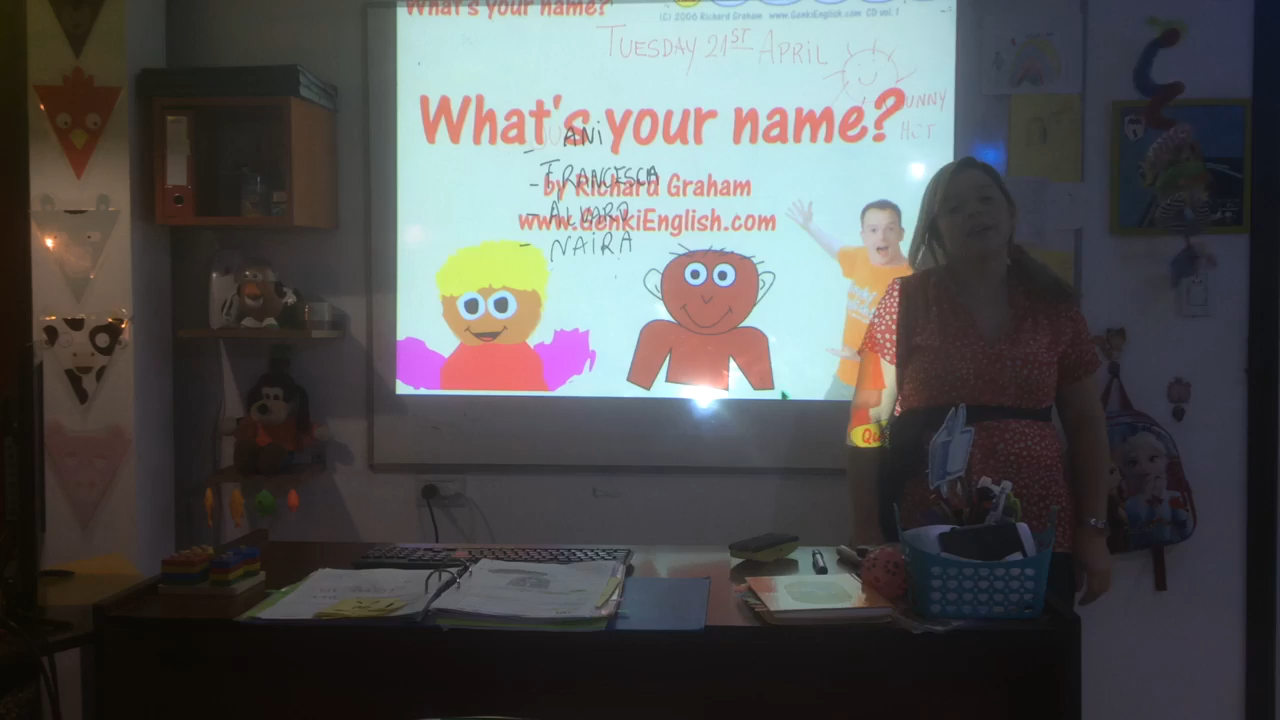 What's your name?
(C) 2006 Richard Graham www.GenkiEnglish.com CD vol. 1
TUESDAY 21ST APRIL
What's your name?
HOT
- ANI
- FRANCESCA
by Richard Graham
- ALVARO
www.GenkiEnglish.com
- NAIRA